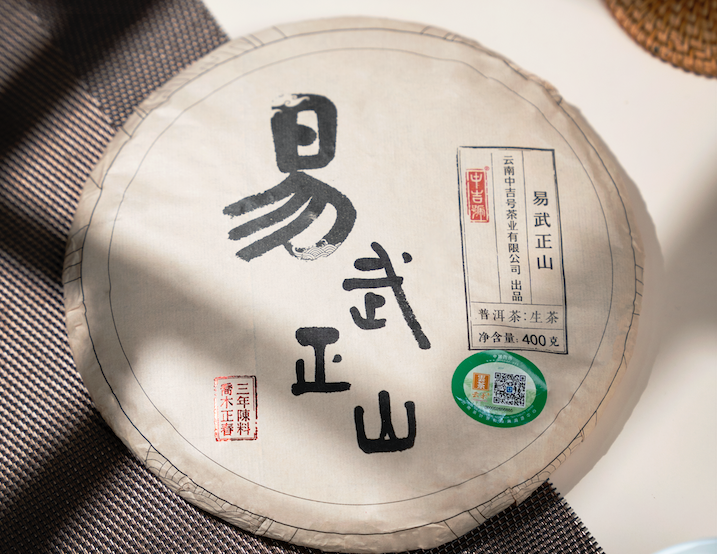 易武正山
易武正山
云南中吉号茶业有限公司 出品
中吉号
普洱茶:生茶
净含量:400克
三年陳料
喬木正春